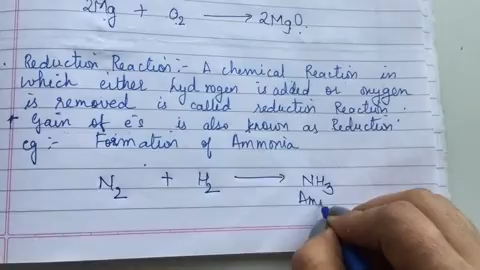 2Mg + O2 → 2MgO.
Reduction Reaction:- A chemical Reaction in
which either hydrogen is added or oxygen
is removed is called reduction Reaction.
* Gain of e's is also known as Reduction
eg:- Formation of Ammonia
N2 + H2 → NH3
Am